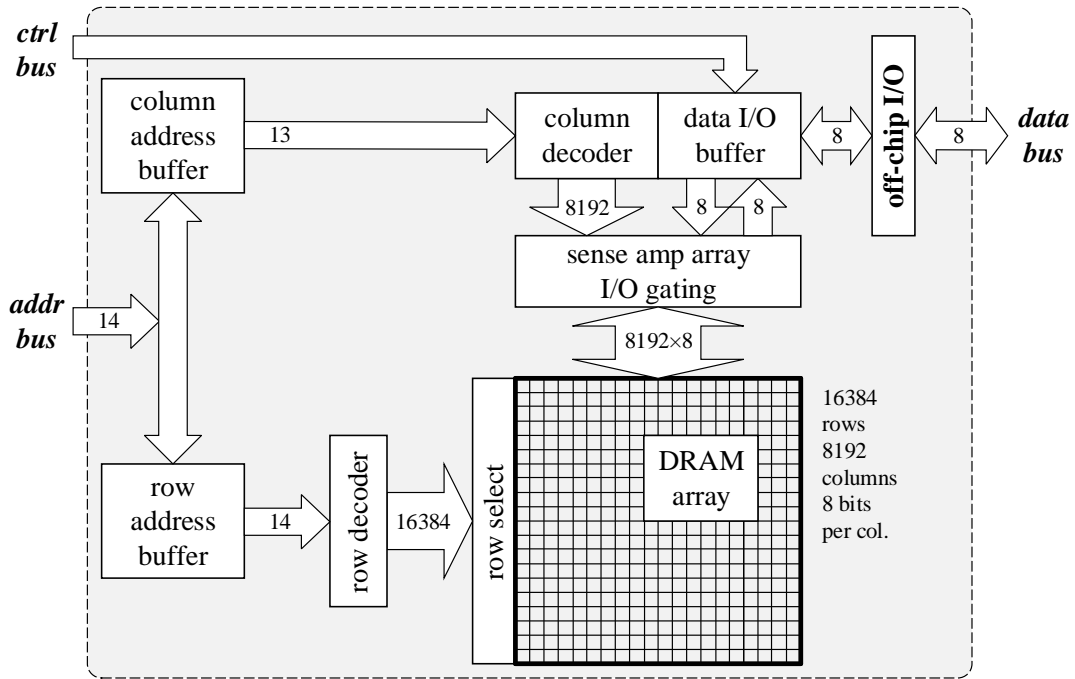 ctrl
bus
column
address
buffer
13
column
decoder
data I/O
buffer
8
off-chip I/O
8
data
bus
8192
8
8
sense amp array
I/O gating
addr
bus
14
8192×8
16384
rows
8192
columns
8 bits
per col.
DRAM
array
row
address
buffer
14
row decoder
16384
row select